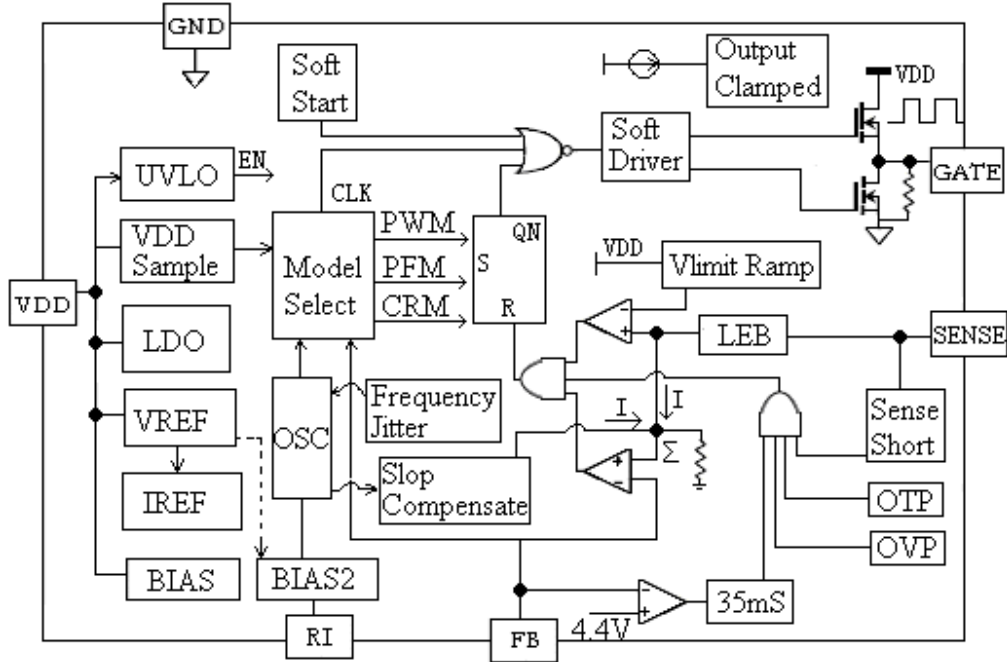 GND
Soft
Start
Output
Clamped
VDD
Soft
Driver
GATE
UVLO
EN
CLK
VDD
Sample
Model
Select
PWM
PFM
CRM
QN
S
R
VDD
Vlimit Ramp
VDD
LDO
LEB
SENSE
VREF
OSC
Frequency
Jitter
I
I
Σ
Sense
Short
IREF
Slop
Compensate
OTP
OVP
BIAS
BIAS2
35mS
4.4V
RI
FB